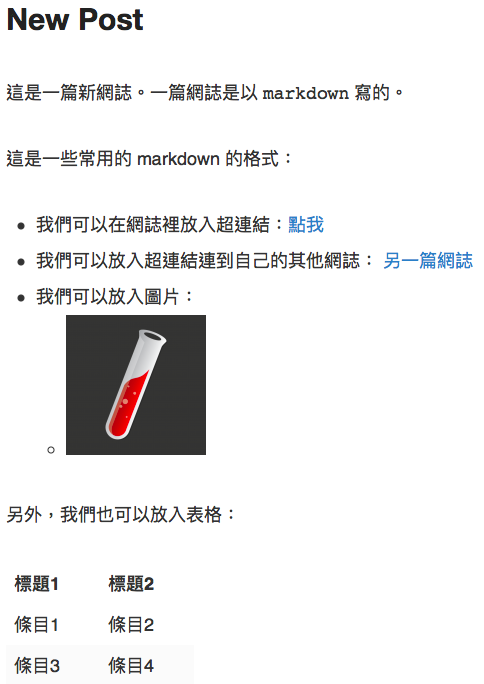 New Post
這是一篇新網誌。一篇網誌是以 markdown 寫的。
這是一些常用的 markdown 的格式：
我們可以在網誌裡放入超連結：點我
我們可以放入超連結連到自己的其他網誌： 另一篇網誌
我們可以放入圖片：
另外，我們也可以放入表格：
標題1 標題2
條目1 條目2
條目3 條目4